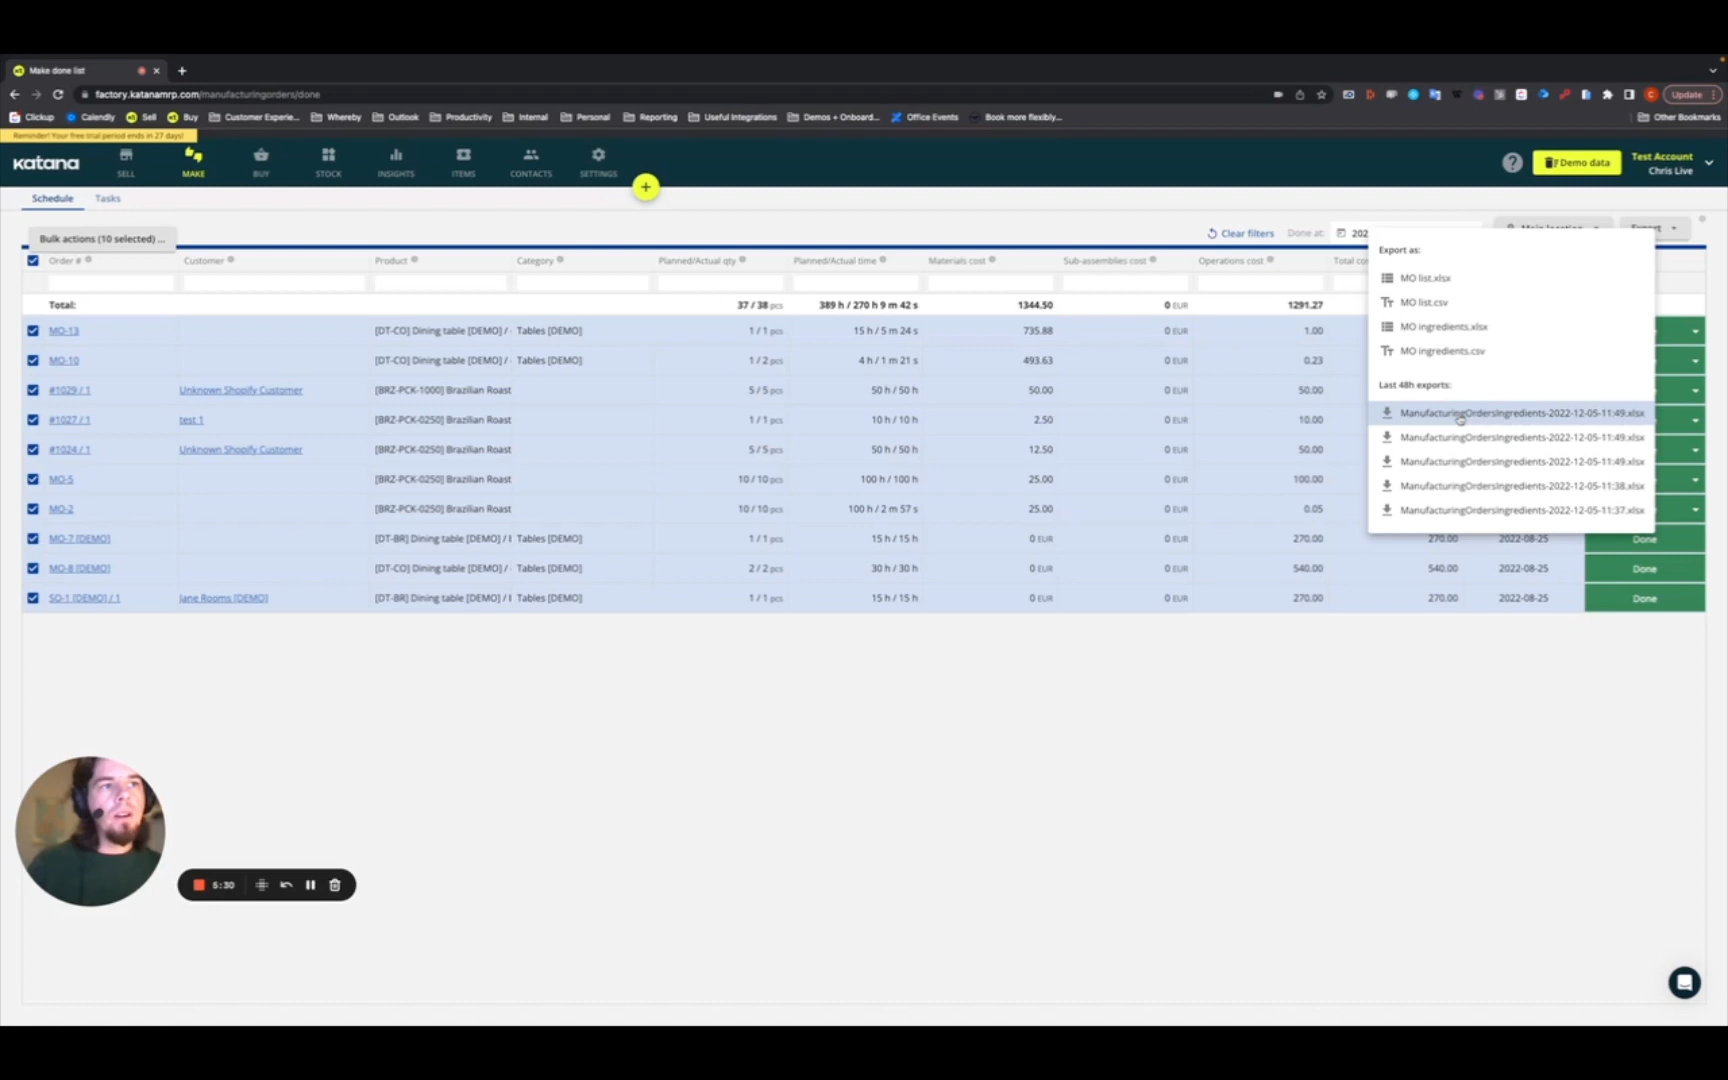 Make done list
factory.katanamrp.com/manufacturingorders/done
Update
Clickup Calendly Sell Buy Customer Experie... Whereby Outlook Productivity Internal Personal Reporting Useful Integrations Demos + Onboard... Office Events Book more flexibly... Other Bookmarks
Reminder! Your free trial period ends in 27 days!
katana SELL MAKE BUY STOCK INSIGHTS ITEMS CONTACTS SETTINGS
+
? Demo data Test Account
Chris Live
Schedule Tasks
Bulk actions (10 selected) ... Clear filters Done at: 202 Main location Export
Order # Customer Product Category Planned/Actual qty Planned/Actual time Materials cost Sub-assemblies cost Operations cost Total co
Total: 37 / 38 pcs 389 h / 270 h 9 m 42 s 1344.50 0 EUR 1291.27
MO-13 [DT-CO] Dining table [DEMO] / Tables [DEMO] 1 / 1 pcs 15 h / 5 m 24 s 735.88 0 EUR 1.00
MO-10 [DT-CO] Dining table [DEMO] / Tables [DEMO] 1 / 2 pcs 4 h / 1 m 21 s 493.63 0 EUR 0.23
#1029 / 1 Unknown Shopify Customer [BRZ-PCK-1000] Brazilian Roast 5 / 5 pcs 50 h / 50 h 50.00 0 EUR 50.00
#1027 / 1 test 1 [BRZ-PCK-0250] Brazilian Roast 1 / 1 pcs 10 h / 10 h 2.50 0 EUR 10.00
#1024 / 1 Unknown Shopify Customer [BRZ-PCK-0250] Brazilian Roast 5 / 5 pcs 50 h / 50 h 12.50 0 EUR 50.00
MO-5 [BRZ-PCK-0250] Brazilian Roast 10 / 10 pcs 100 h / 100 h 25.00 0 EUR 100.00
MO-2 [BRZ-PCK-0250] Brazilian Roast 10 / 10 pcs 100 h / 2 m 57 s 25.00 0 EUR 0.05
MO-7 [DEMO] [DT-BR] Dining table [DEMO] / Tables [DEMO] 1 / 1 pcs 15 h / 15 h 0 EUR 0 EUR 270.00 270.00 2022-08-25 Done
MO-8 [DEMO] [DT-CO] Dining table [DEMO] / Tables [DEMO] 2 / 2 pcs 30 h / 30 h 0 EUR 0 EUR 540.00 540.00 2022-08-25 Done
SO-1 [DEMO] / 1 Jane Rooms [DEMO] [DT-BR] Dining table [DEMO] / Tables [DEMO] 1 / 1 pcs 15 h / 15 h 0 EUR 0 EUR 270.00 270.00 2022-08-25 Done
Export as:
MO list.xlsx
Tт MO list.csv
MO ingredients.xlsx
Tт MO ingredients.csv
Last 48h exports:
ManufacturingOrdersIngredients-2022-12-05-11:49.xlsx
ManufacturingOrdersIngredients-2022-12-05-11:49.xlsx
ManufacturingOrdersIngredients-2022-12-05-11:49.xlsx
ManufacturingOrdersIngredients-2022-12-05-11:38.xlsx
ManufacturingOrdersIngredients-2022-12-05-11:37.xlsx
5:30